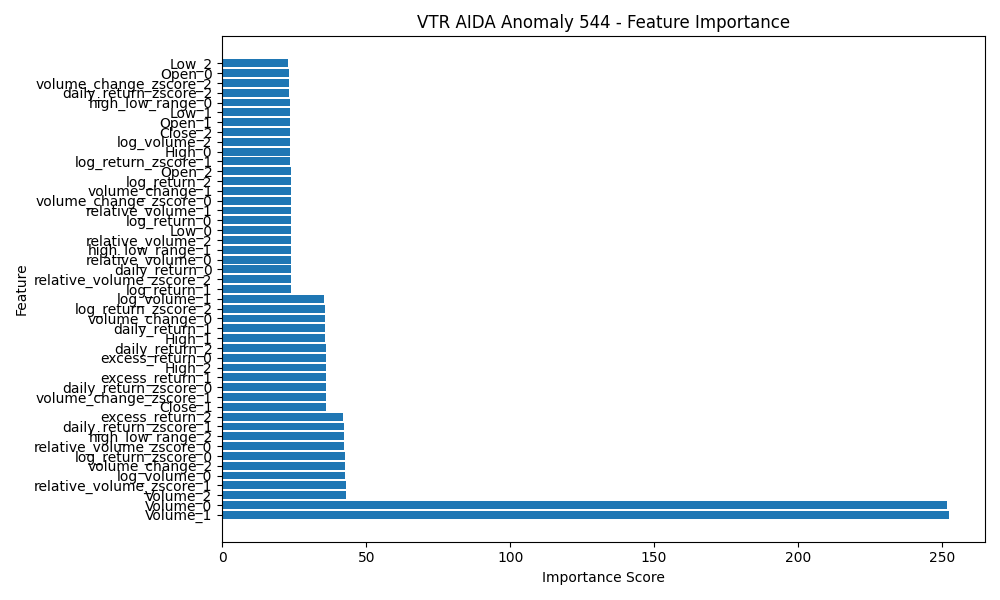 VTR AIDA Anomaly 544 - Feature Importance
Low_2
Open_0
volume_change_zscore_2
daily_return_zscore_2
high_low_range_0
Low_1
Open_1
Close_2
log_volume_2
High_0
log_return_zscore_1
Open_2
log_return_2
volume_change_1
volume_change_zscore_0
relative_volume_1
log_return_0
Low_0
relative_volume_2
high_low_range_1
relative_volume_0
daily_return_0
relative_volume_zscore_2
log_return_1
log_volume_1
log_return_zscore_2
volume_change_0
daily_return_1
High_1
daily_return_2
excess_return_0
High_2
excess_return_1
daily_return_zscore_0
volume_change_zscore_1
Close_1
excess_return_2
daily_return_zscore_1
high_low_range_2
relative_volume_zscore_0
log_return_zscore_0
volume_change_2
log_volume_0
relative_volume_zscore_1
Volume_2
Volume_0
Volume_1
Feature
0 50 100 150 200 250
Importance Score